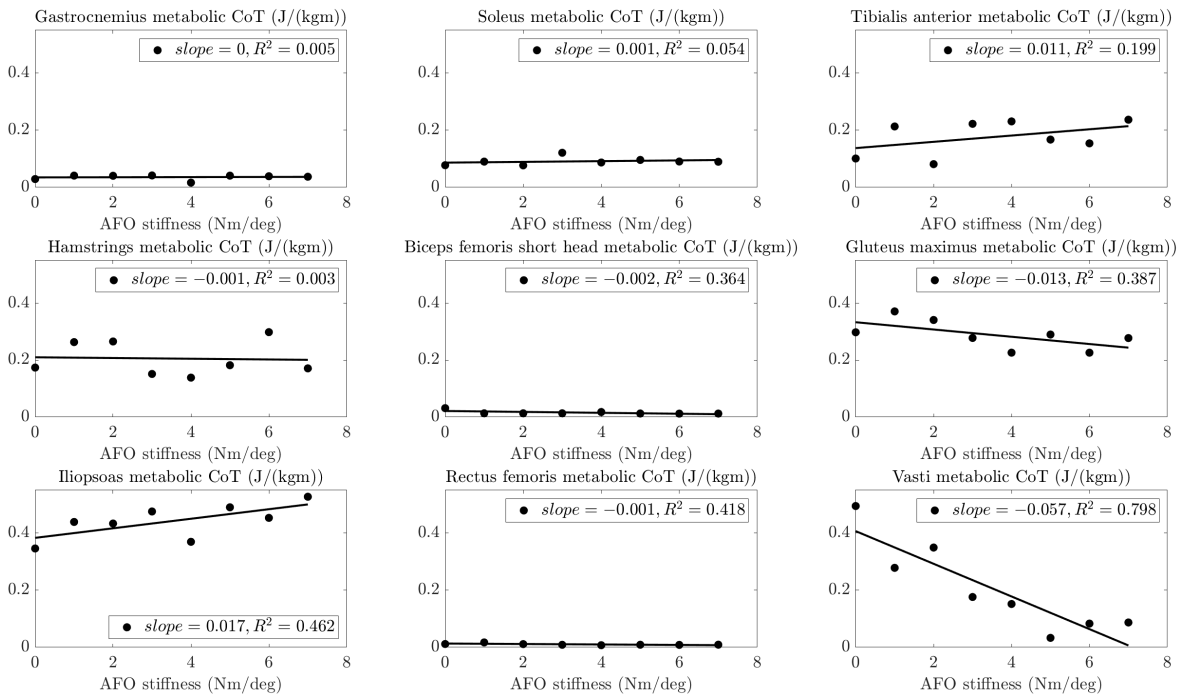 Gastrocnemius metabolic CoT (J/(kgm))
slope = 0, R² = 0.005
0.4
0.2
0
0 2 4 6 8
AFO stiffness (Nm/deg)
Soleus metabolic CoT (J/(kgm))
slope = 0.001, R² = 0.054
0.4
0.2
0
0 2 4 6 8
AFO stiffness (Nm/deg)
Tibialis anterior metabolic CoT (J/(kgm))
slope = 0.011, R² = 0.199
0.4
0.2
0
0 2 4 6 8
AFO stiffness (Nm/deg)
Hamstrings metabolic CoT (J/(kgm))
slope = −0.001, R² = 0.003
0.4
0.2
0
0 2 4 6 8
AFO stiffness (Nm/deg)
Biceps femoris short head metabolic CoT (J/(kgm))
slope = −0.002, R² = 0.364
0.4
0.2
0
0 2 4 6 8
AFO stiffness (Nm/deg)
Gluteus maximus metabolic CoT (J/(kgm))
slope = −0.013, R² = 0.387
0.4
0.2
0
0 2 4 6 8
AFO stiffness (Nm/deg)
Iliopsoas metabolic CoT (J/(kgm))
0.4
0.2
slope = 0.017, R² = 0.462
0
0 2 4 6 8
AFO stiffness (Nm/deg)
Rectus femoris metabolic CoT (J/(kgm))
slope = −0.001, R² = 0.418
0.4
0.2
0
0 2 4 6 8
AFO stiffness (Nm/deg)
Vasti metabolic CoT (J/(kgm))
slope = −0.057, R² = 0.798
0.4
0.2
0
0 2 4 6 8
AFO stiffness (Nm/deg)